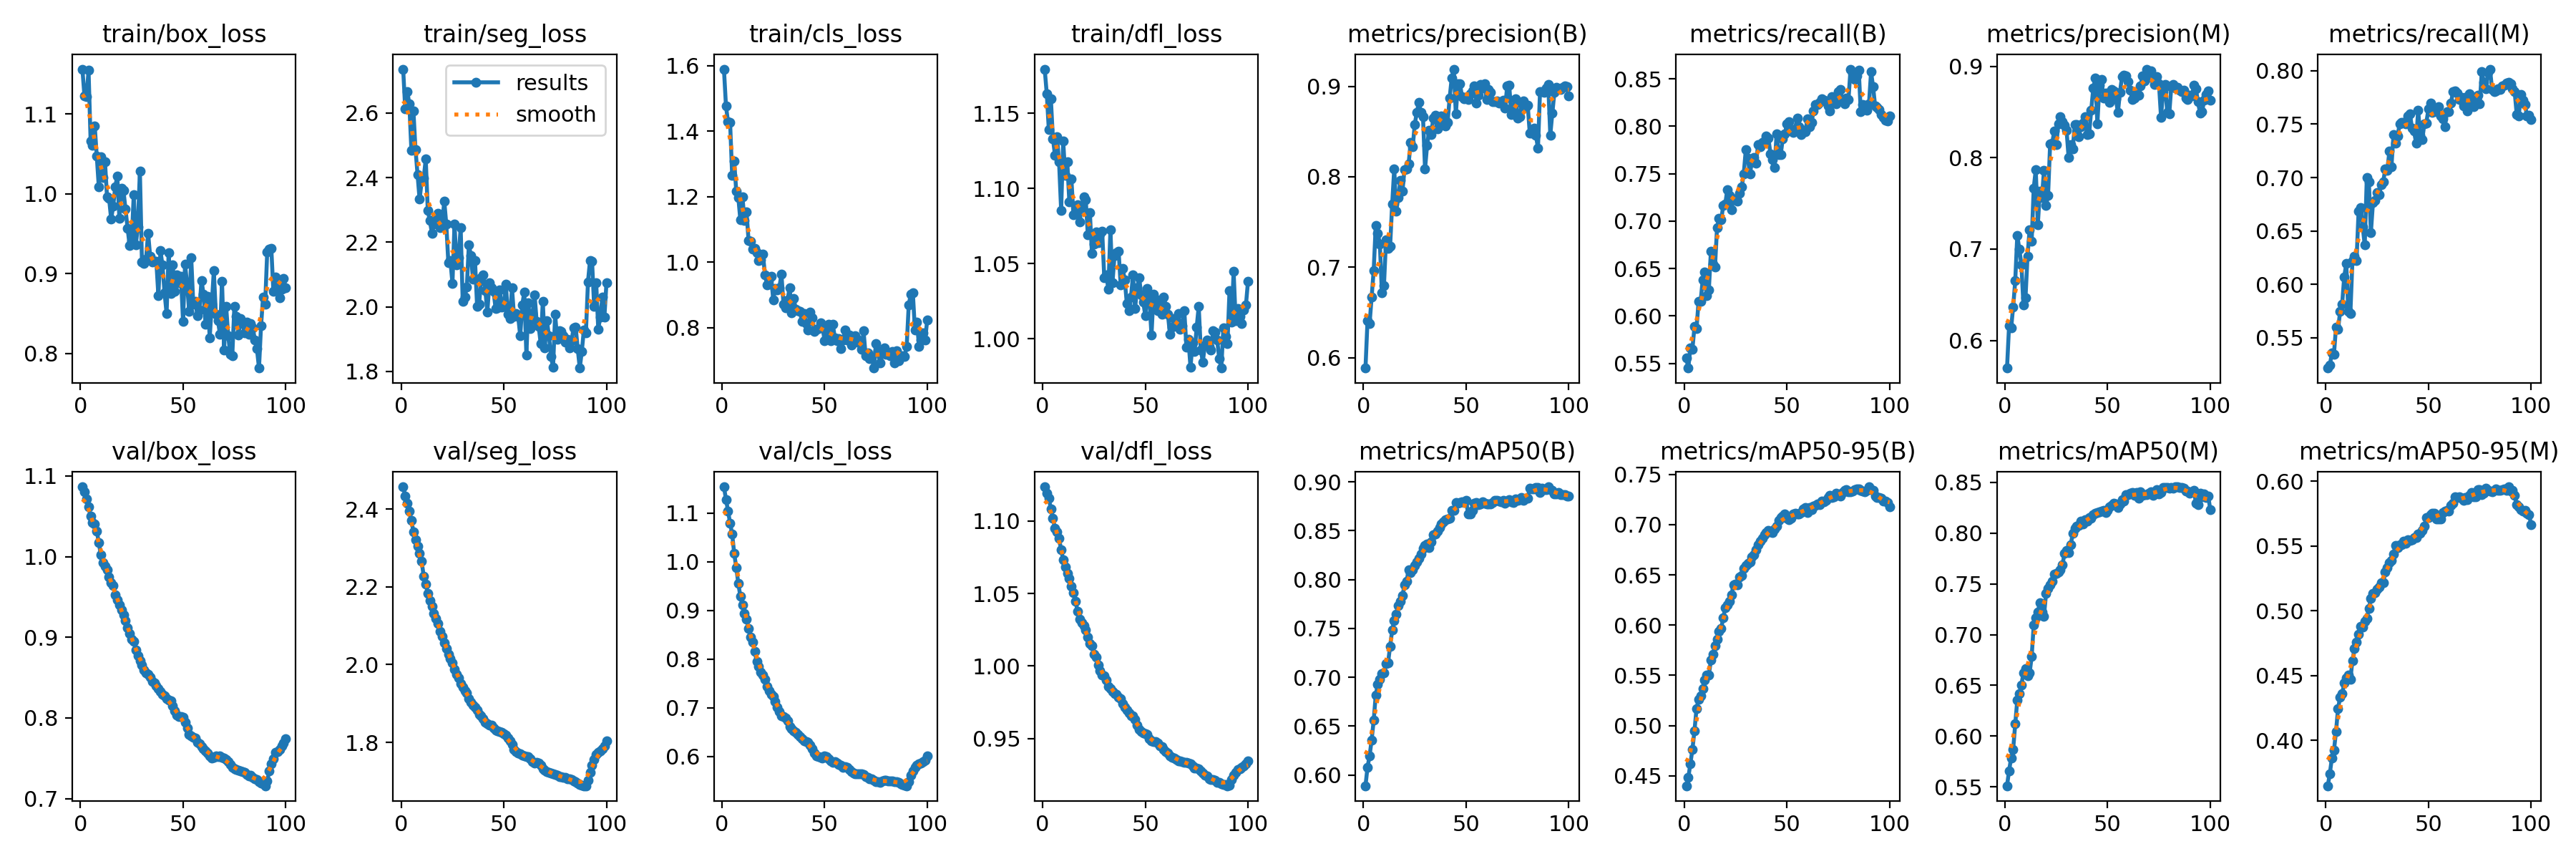 train/box_loss
train/seg_loss
train/cls_loss
train/dfl_loss
metrics/precision(B)
metrics/recall(B)
metrics/precision(M)
metrics/recall(M)
results
smooth
1.1
1.0
0.9
0.8
0 50 100
2.6
2.4
2.2
2.0
1.8
0 50 100
1.6
1.4
1.2
1.0
0.8
0 50 100
1.15
1.10
1.05
1.00
0 50 100
0.9
0.8
0.7
0.6
0 50 100
0.85
0.80
0.75
0.70
0.65
0.60
0.55
0 50 100
0.9
0.8
0.7
0.6
0 50 100
0.80
0.75
0.70
0.65
0.60
0.55
0 50 100
val/box_loss
val/seg_loss
val/cls_loss
val/dfl_loss
metrics/mAP50(B)
metrics/mAP50-95(B)
metrics/mAP50(M)
metrics/mAP50-95(M)
1.1
1.0
0.9
0.8
0.7
0 50 100
2.4
2.2
2.0
1.8
0 50 100
1.1
1.0
0.9
0.8
0.7
0.6
0 50 100
1.10
1.05
1.00
0.95
0 50 100
0.90
0.85
0.80
0.75
0.70
0.65
0.60
0 50 100
0.75
0.70
0.65
0.60
0.55
0.50
0.45
0 50 100
0.85
0.80
0.75
0.70
0.65
0.60
0.55
0 50 100
0.60
0.55
0.50
0.45
0.40
0 50 100